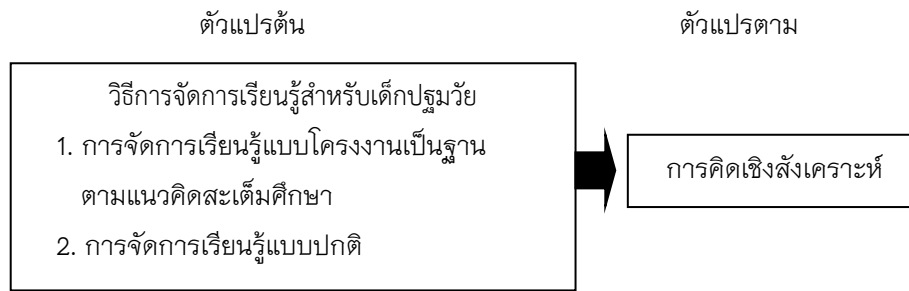 ตัวแปรต้น ตัวแปรตาม
วิธีการจัดการเรียนรู้สำหรับเด็กปฐมวัย
1. การจัดการเรียนรู้แบบโครงงานเป็นฐาน
ตามแนวคิดสะเต็มศึกษา
2. การจัดการเรียนรู้แบบปกติ
การคิดเชิงสังเคราะห์